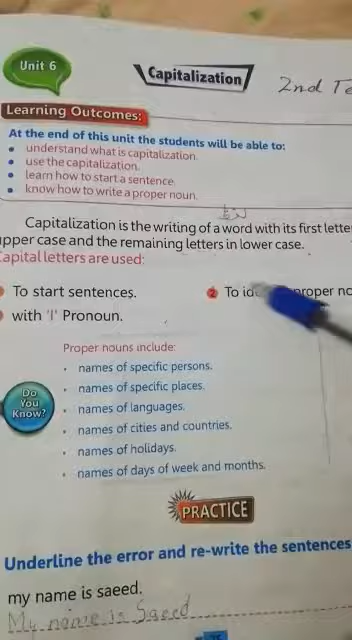 Unit 6
Capitalization
2nd Te
Learning Outcomes:
At the end of this unit the students will be able to:
• understand what is capitalization.
• use the capitalization.
• learn how to start a sentence.
• know how to write a proper noun.
Capitalization is the writing of a word with its first lette
upper case and the remaining letters in lower case.
Capital letters are used:
To start sentences.
2 To id proper no
with 'I' Pronoun.
Proper nouns include:
• names of specific persons.
• names of specific places.
Do You Know?
• names of languages.
• names of cities and countries.
• names of holidays.
• names of days of week and months.
PRACTICE
Underline the error and re-write the sentences
my name is saeed.
My name is Saeed